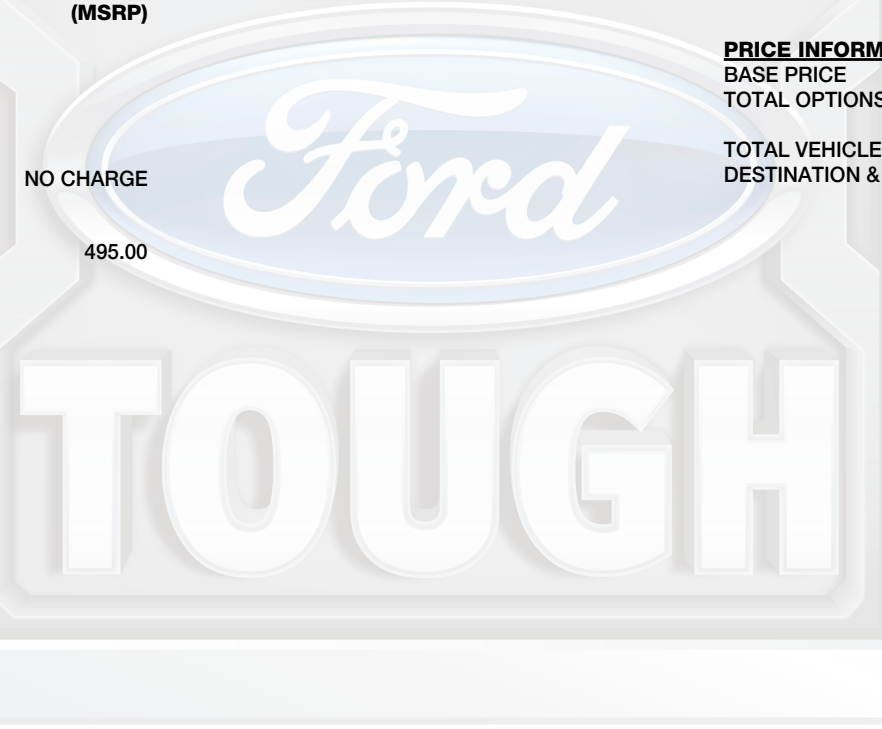 (MSRP)
PRICE INFORM
BASE PRICE
TOTAL OPTIONS
TOTAL VEHICLE
DESTINATION &
NO CHARGE
495.00
Ford
TOUGH